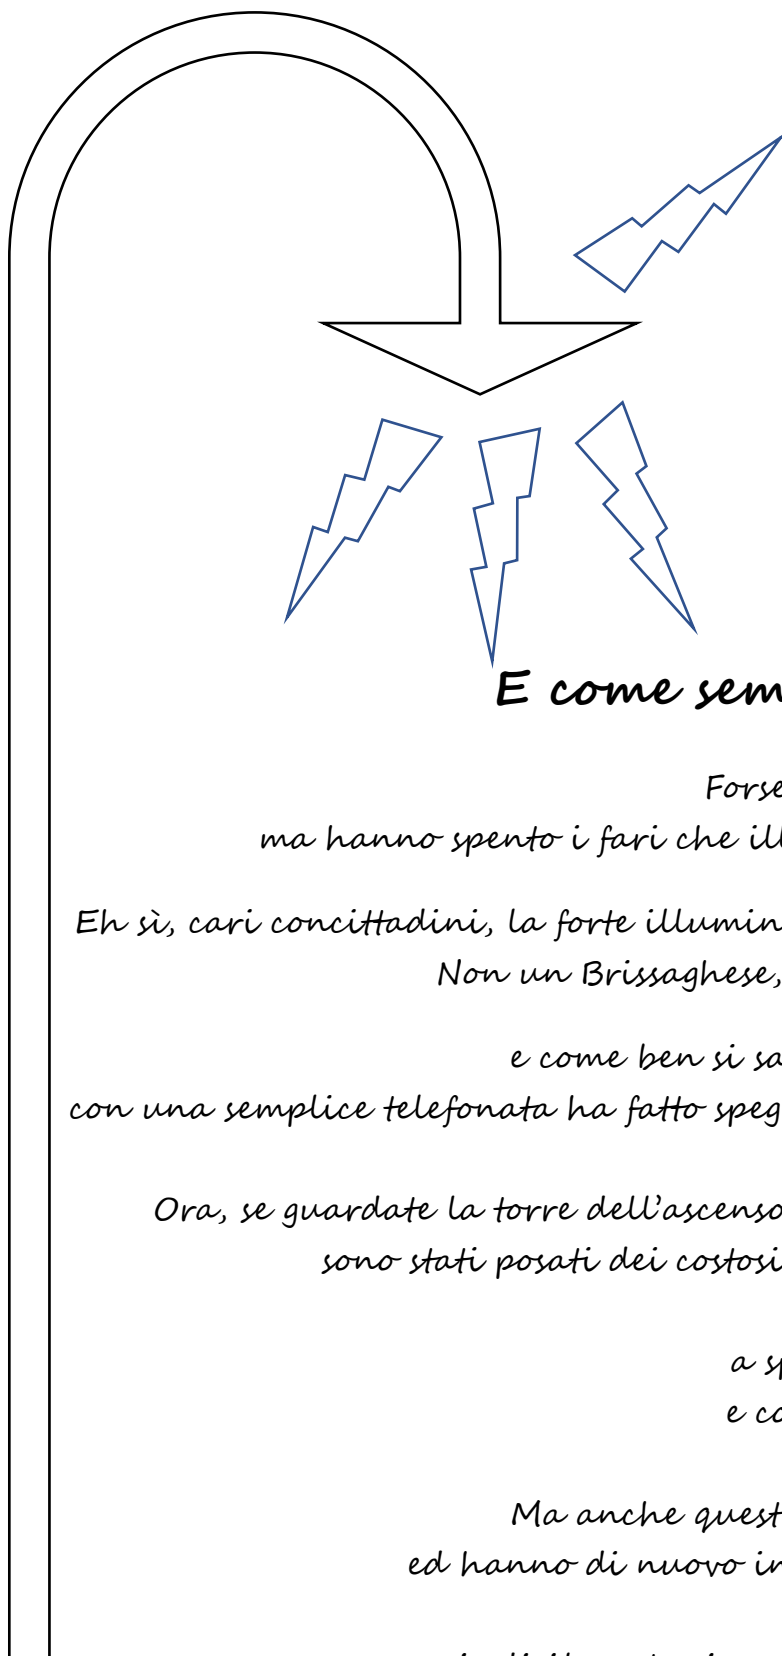 E come sem
Forse
ma hanno spento i fari che ill
Eh sì, cari concittadini, la forte illumin
Non un Brissaghese,
e come ben si sa
con una semplice telefonata ha fatto speg
Ora, se guardate la torre dell'ascenso
sono stati posati dei costosi
a sp
e co
Ma anche quest
ed hanno di nuovo in